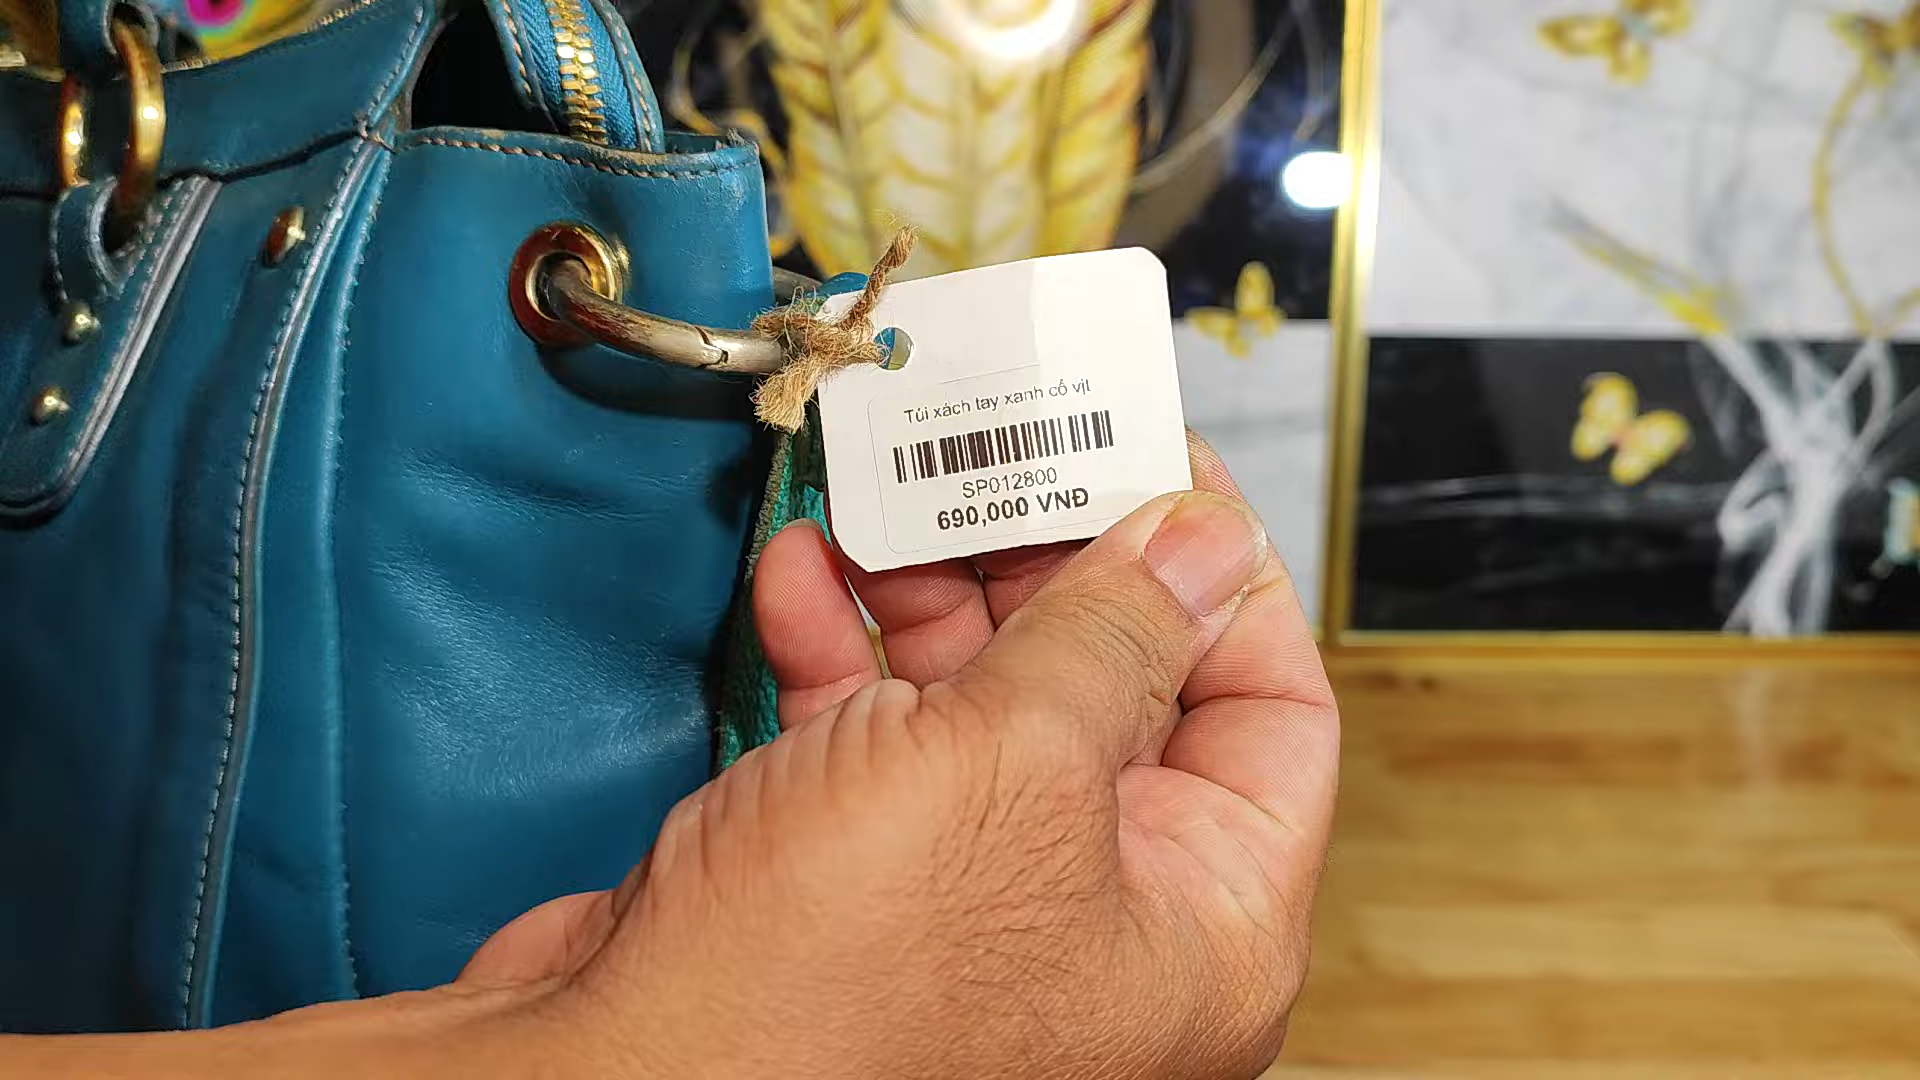 Túi xách tay xanh cổ vịt
SP012800
690,000 VNĐ